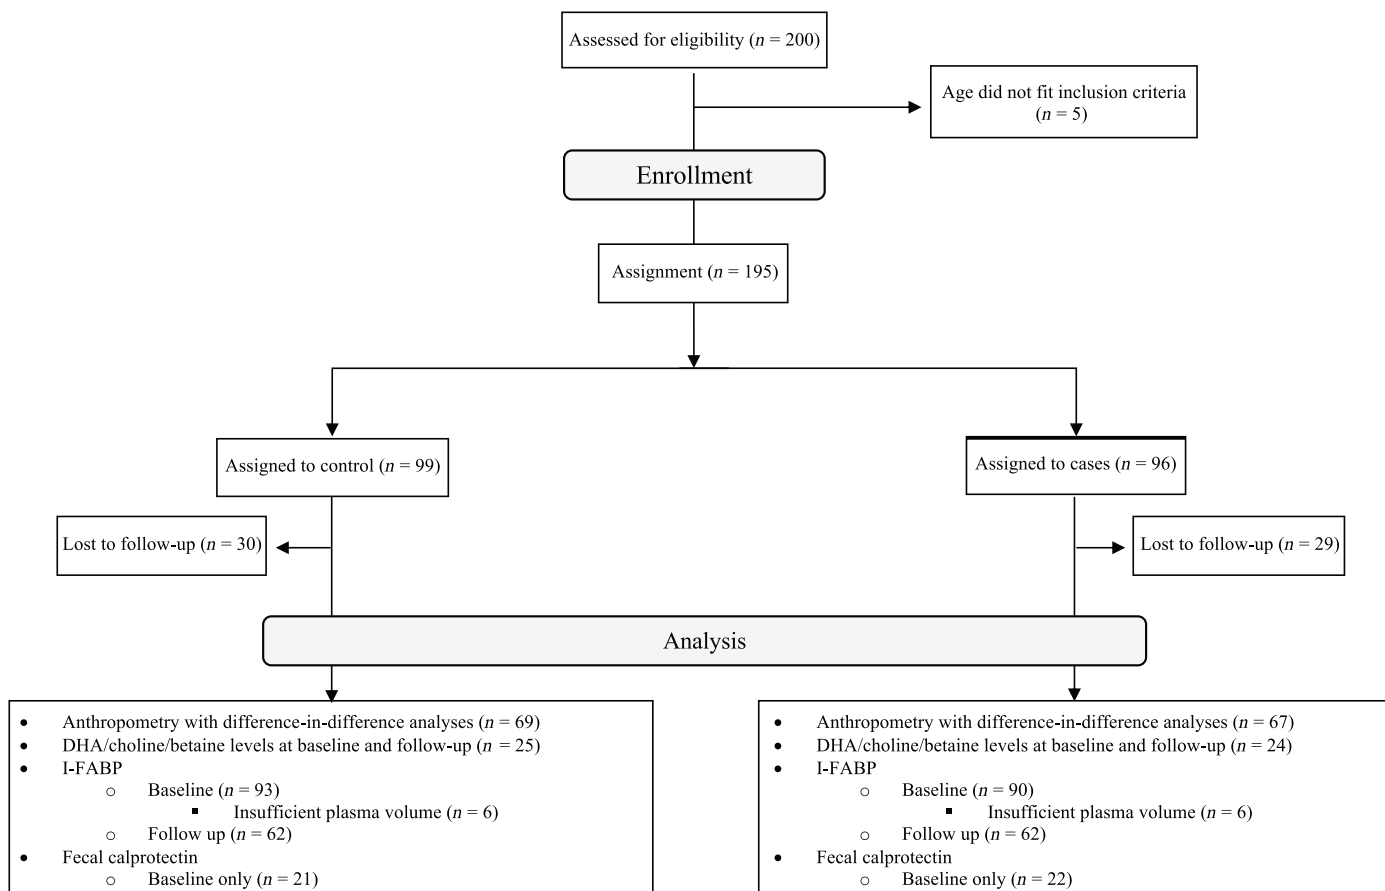 Assessed for eligibility (n = 200)
Age did not fit inclusion criteria
(n = 5)
Enrollment
Assignment (n = 195)
Assigned to control (n = 99)
Assigned to cases (n = 96)
Lost to follow-up (n = 30)
Lost to follow-up (n = 29)
Analysis
• Anthropometry with difference-in-difference analyses (n = 69)
• DHA/choline/betaine levels at baseline and follow-up (n = 25)
• I-FABP
○ Baseline (n = 93)
▪ Insufficient plasma volume (n = 6)
○ Follow up (n = 62)
• Fecal calprotectin
○ Baseline only (n = 21)
• Anthropometry with difference-in-difference analyses (n = 67)
• DHA/choline/betaine levels at baseline and follow-up (n = 24)
• I-FABP
○ Baseline (n = 90)
▪ Insufficient plasma volume (n = 6)
○ Follow up (n = 62)
• Fecal calprotectin
○ Baseline only (n = 22)